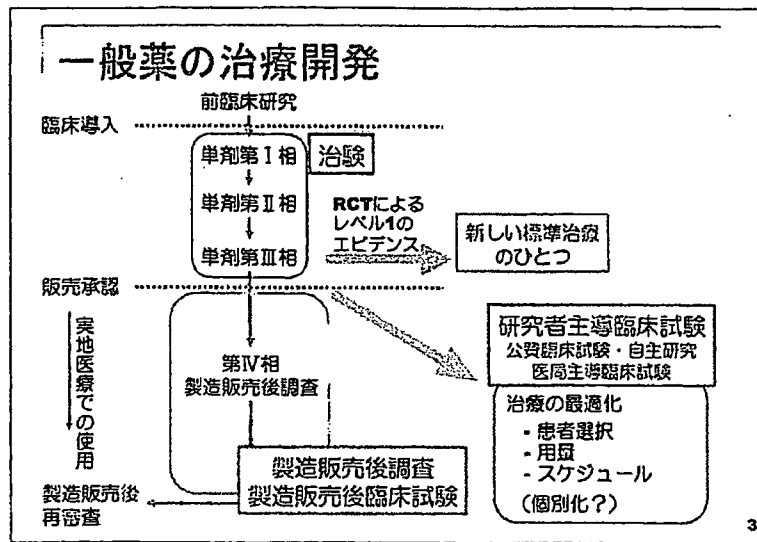 一般薬の治療開発
前臨床研究
臨床導入
単剤第Ⅰ相
治験
単剤第Ⅱ相
単剤第Ⅲ相
RCTによる
レベル1の
エビデンス
新しい標準治療
のひとつ
販売承認
実地医療での使用
第Ⅳ相
製造販売後調査
研究者主導臨床試験
公費臨床試験・自主研究
医局主導臨床試験
治療の最適化
- 患者選択
- 用量
- スケジュール
(個別化?)
製造販売後調査
製造販売後臨床試験
製造販売後
再審査
3